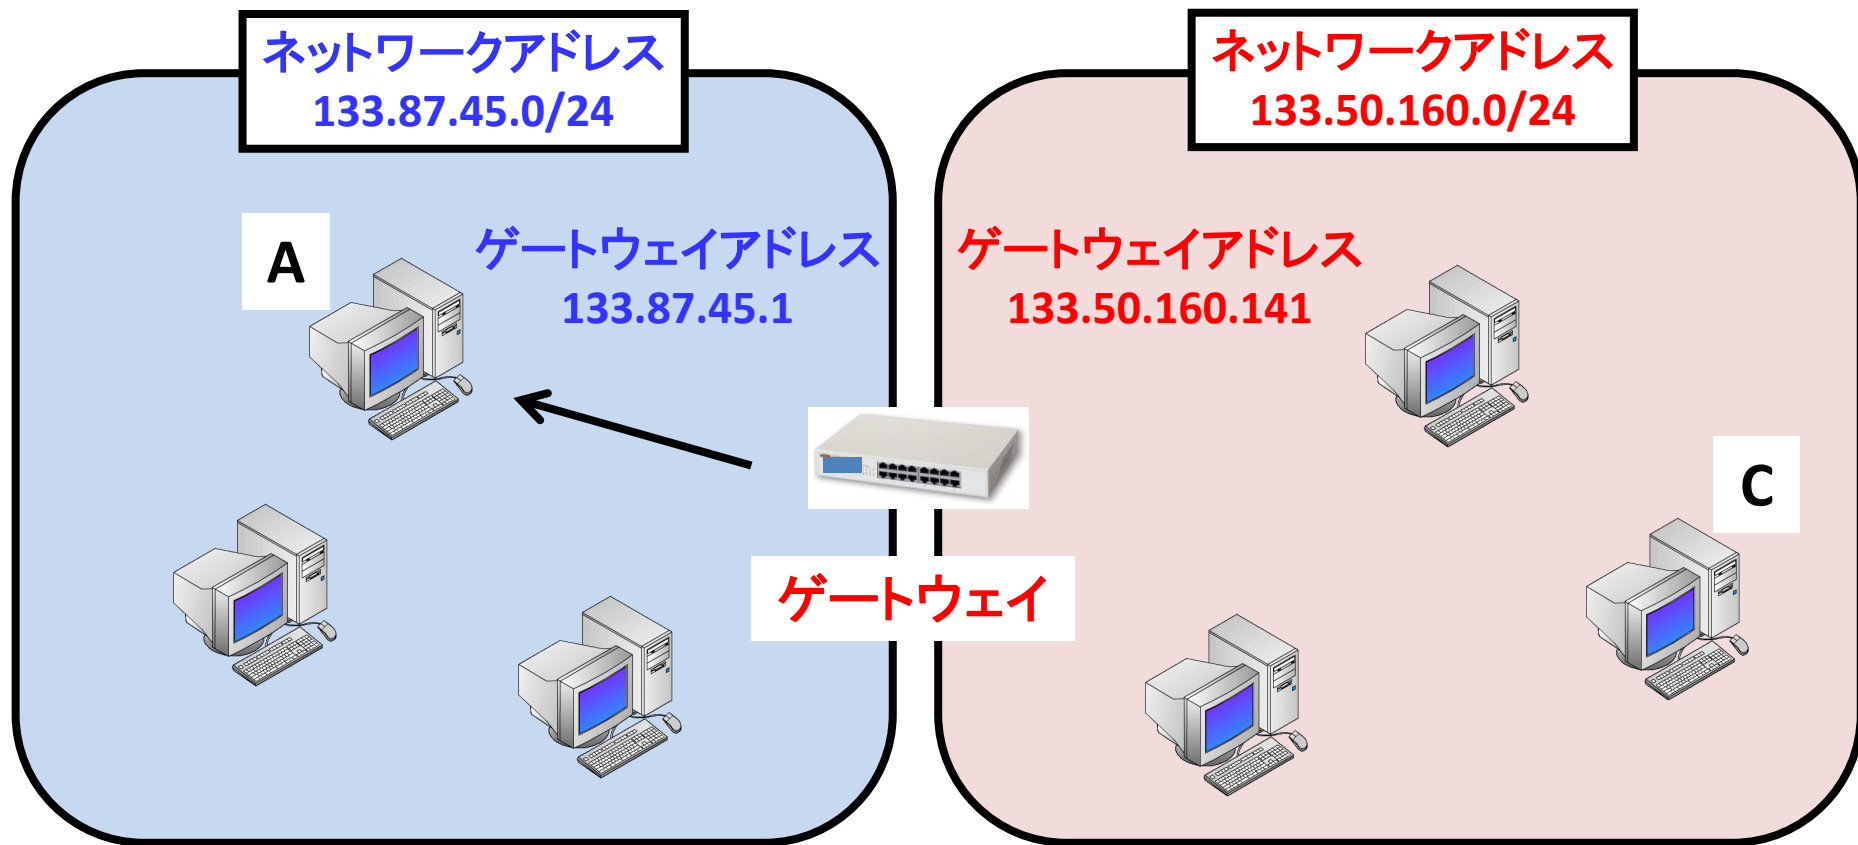 ネットワークアドレス
133.87.45.0/24
ネットワークアドレス
133.50.160.0/24
A
ゲートウェイアドレス
133.87.45.1
ゲートウェイアドレス
133.50.160.141
C
ゲートウェイ